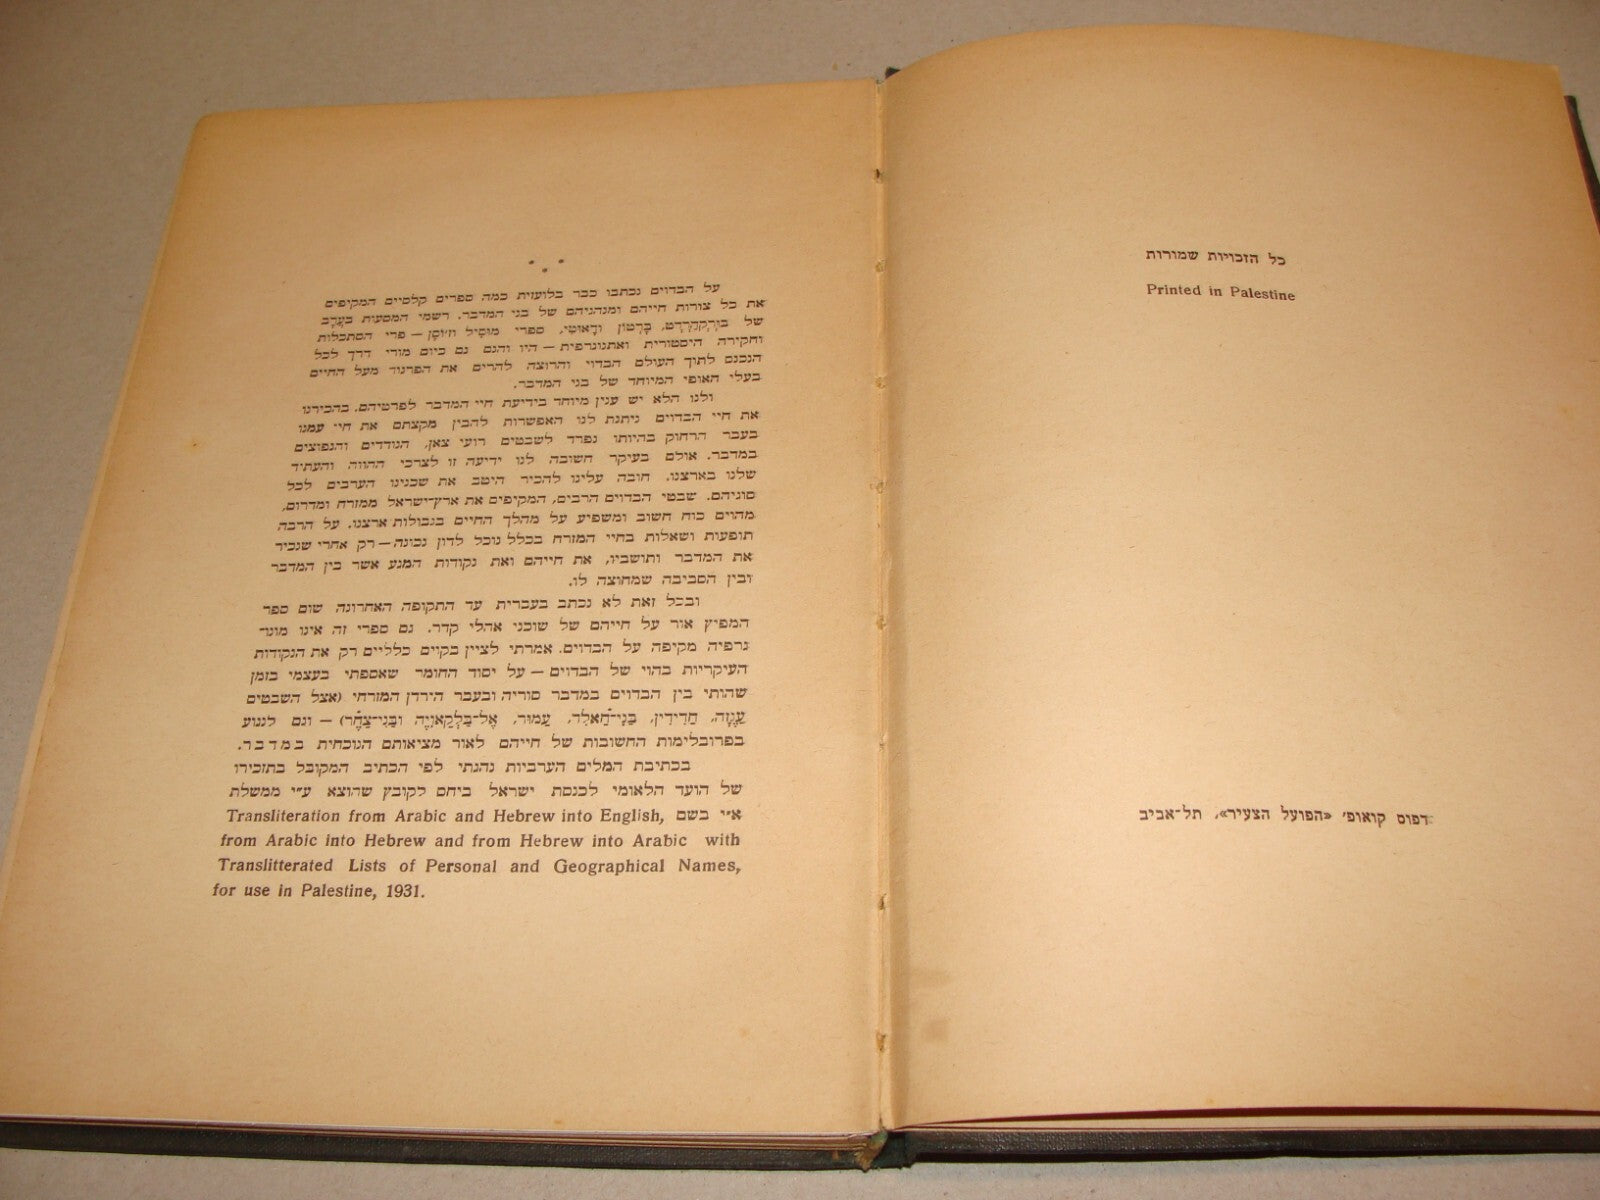 כל הזכויות שמורות
Printed in Palestine
דפוס קואופ׳ «הפועל הצעיר», תל־אביב
על הבדוים נכתבו כבר בלועזית כמה ספרים קלסיים המקיפים
את כל צורות חייהם ומנהגיהם של בני המדבר. רשמי המסעות בערב
של בורקהרדט, ברטון ודאוטי, ספרי מוסיל וז׳וסן — פרי הסתכלות
וחקירה היסטורית ואתנוגרפית — היו והנם גם כיום מורי דרך לכל
הנכנס לתוך העולם הבדוי והרוצה להרים את הפרגוד מעל החיים
בעלי האופי המיוחד של בני המדבר.
ולנו הלא יש ענין מיוחד בידיעת חיי המדבר לפרטיהם. בהכירנו
את חיי הבדוים ניתנת לנו האפשרות להבין מקצתם את חיי עמנו
בעבר הרחוק בהיותו נפרד לשבטים רועי צאן, הנודדים והנפוצים
במדבר. אולם בעיקר חשובה לנו ידיעה זו לצרכי ההווה והעתיד
שלנו בארצנו. חובה עלינו להכיר היטב את שכנינו הערבים לכל
סוגיהם. שבטי הבדוים הרבים, המקיפים את ארץ־ישראל ממזרח ומדרום,
מהוים כוח חשוב ומשפיע על מהלך החיים בגבולות ארצנו. על הרבה
תופעות ושאלות בחיי המזרח בכלל נוכל לדון נכונה — רק אחרי שנכיר
את המדבר ותושביו, את חייהם ואת נקודות המגע אשר בין המדבר
ובין הסביבה שמחוצה לו.
ובכל זאת לא נכתב בעברית עד התקופה האחרונה שום ספר
המפיץ אור על חייהם של שוכני אהלי קדר. גם ספרי זה אינו מונו־
גרפיה מקיפה על הבדוים. אמרתי לציין בקוים כלליים רק את הנקודות
העיקריות בהוי של הבדוים — על יסוד החומר שאספתי בעצמי בזמן
שהותי בין הבדוים במדבר סוריה ובעבר הירדן המזרחי (אצל השבטים
ענזה, חדידין, בני־ח׳אלד, עמור, אל־בלקאויה ובני־צח׳ר) — וגם לנגוע
בפרובלימות החשובות של חייהם לאור מציאותם הנוכחית במדבר.
בכתיבת המלים הערביות נהגתי לפי הכתיב המקובל בתזכירו
של הועד הלאומי לכנסת ישראל ביחס לקובץ שהוצא ע״י ממשלת
א״י בשם Transliteration from Arabic and Hebrew into English,
from Arabic into Hebrew and from Hebrew into Arabic with
Translitterated Lists of Personal and Geographical Names,
for use in Palestine, 1931.